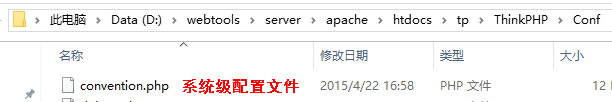 此电脑 > Data (D:) > webtools > server > apache > htdocs > tp > ThinkPHP > Conf
名称 修改日期 类型 大小
convention.php 系统级配置文件 2015/4/22 16:58 PHP 文件 12